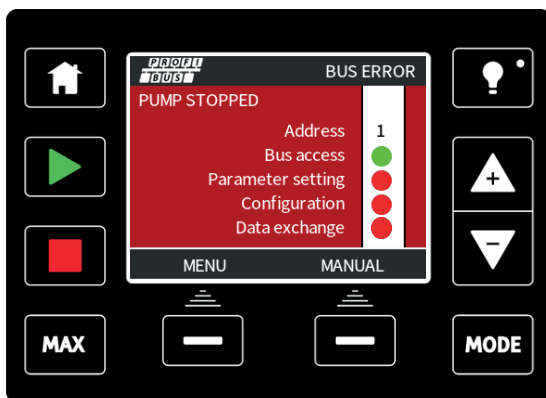 PROFI
BUS
BUS ERROR
PUMP STOPPED
Address 1
Bus access
Parameter setting
Configuration
Data exchange
MENU MANUAL
+
-
MAX
MODE